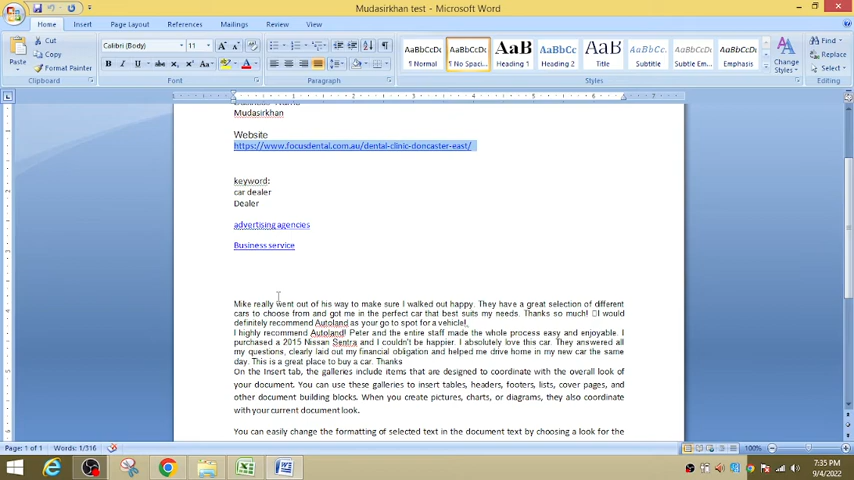 Mudasirkhan test - Microsoft Word
Home Insert Page Layout References Mailings Review View
Paste Cut Copy Format Painter
Clipboard
Calibri (Body) 11
Font
Paragraph
AaBbCcDc AaBbCcDc AaBbC AaBbCc AaB AaBbCc AaBbCc AaBbCcDc
¶ Normal ¶ No Spaci... Heading 1 Heading 2 Title Subtitle Subtle Em... Emphasis
Change Styles
Styles
Find Replace Select
Editing
Business Name
Mudasirkhan
Website
https://www.focusdental.com.au/dental-clinic-doncaster-east/
keyword:
car dealer
Dealer
advertising agencies
Business service
Mike really went out of his way to make sure I walked out happy. They have a great selection of different
cars to choose from and got me in the perfect car that best suits my needs. Thanks so much! I would
definitely recommend Autoland as your go to spot for a vehicle!.
I highly recommend Autoland! Peter and the entire staff made the whole process easy and enjoyable. I
purchased a 2015 Nissan Sentra and I couldn't be happier. I absolutely love this car. They answered all
my questions, clearly laid out my financial obligation and helped me drive home in my new car the same
day. This is a great place to buy a car. Thanks
On the Insert tab, the galleries include items that are designed to coordinate with the overall look of
your document. You can use these galleries to insert tables, headers, footers, lists, cover pages, and
other document building blocks. When you create pictures, charts, or diagrams, they also coordinate
with your current document look.
You can easily change the formatting of selected text in the document text by choosing a look for the
Page: 1 of 1 Words: 1/316 100%
7:35 PM
9/4/2022